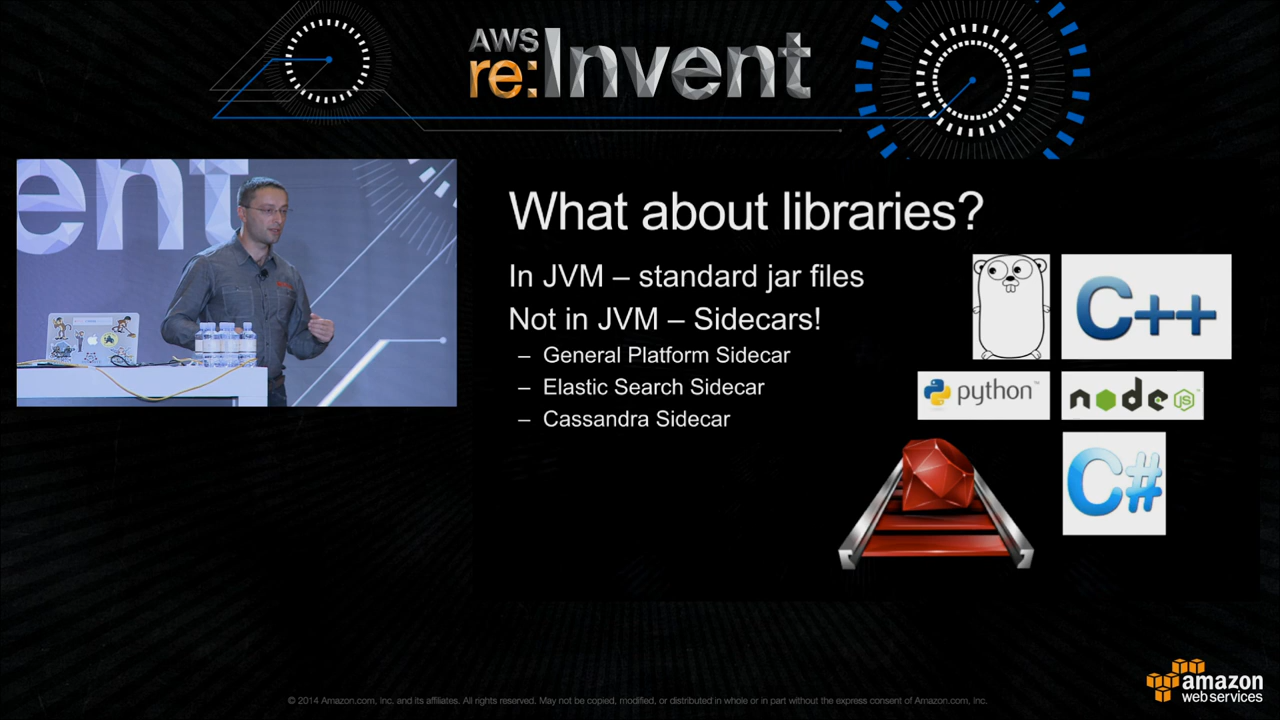 AWS
re:Invent
ent
What about libraries?
In JVM – standard jar files
Not in JVM – Sidecars!
– General Platform Sidecar
– Elastic Search Sidecar
– Cassandra Sidecar
C++
python™
node JS™
C#
© 2014 Amazon.com, Inc. and its affiliates. All rights reserved. May not be copied, modified, or distributed in whole or in part without the express consent of Amazon.com, Inc.
amazon
web services